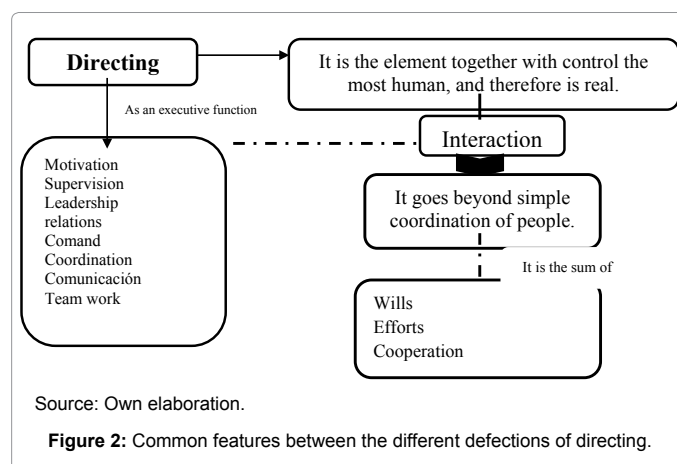 Directing
It is the element together with control the
most human, and therefore is real.
As an executive function
Interaction
Motivation
Supervision
Leadership
relations
Comand
Coordination
Comunicación
Team work
It goes beyond simple
coordination of people.
It is the sum of
Wills
Efforts
Cooperation
Source: Own elaboration.
Figure 2: Common features between the different defections of directing.